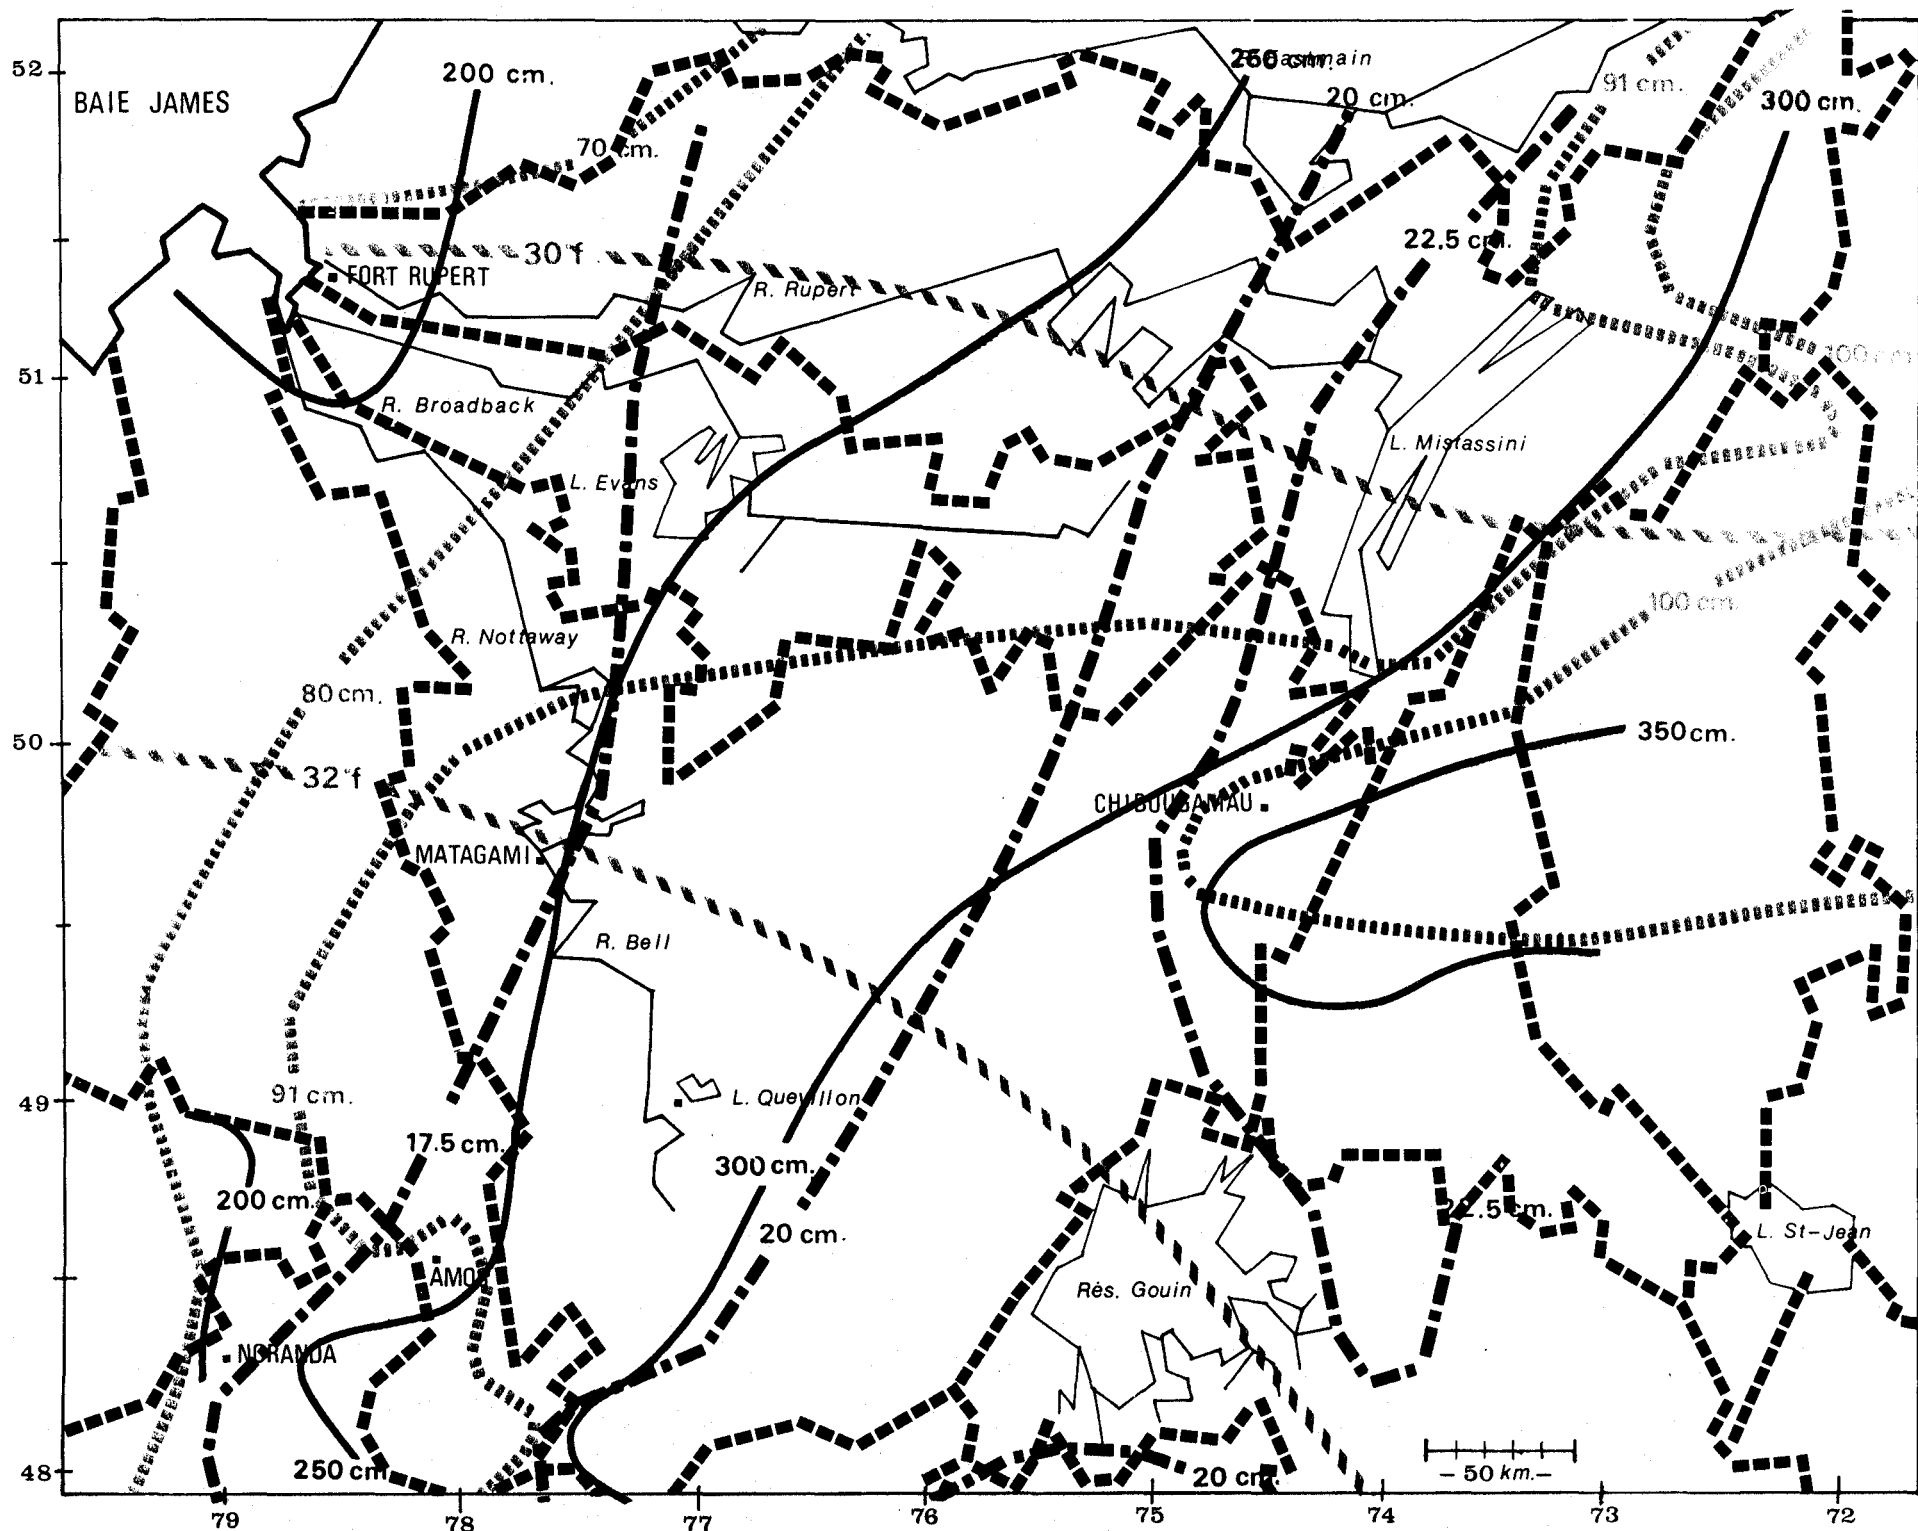 52
200 cm.
260 cm.
Eastmain
20 cm.
91 cm.
300 cm.
BAIE JAMES
70 cm.
22,5 cm.
30°f
FORT RUPERT
R. Rupert
51
100 cm
R. Broadback
L. Mistassini
L. Evans
100 cm.
R. Nottaway
80 cm.
50
350 cm.
32°f
CHIBOUGAMAU
MATAGAMI
R. Bell
49
91 cm.
L. Quevillon
17.5 cm.
300 cm.
200 cm.
22.5 cm.
20 cm.
L. St-Jean
AMOS
Rés. Gouin
NORANDA
48
250 cm
20 cm.
– 50 km. –
79
78
77
76
75
74
73
72